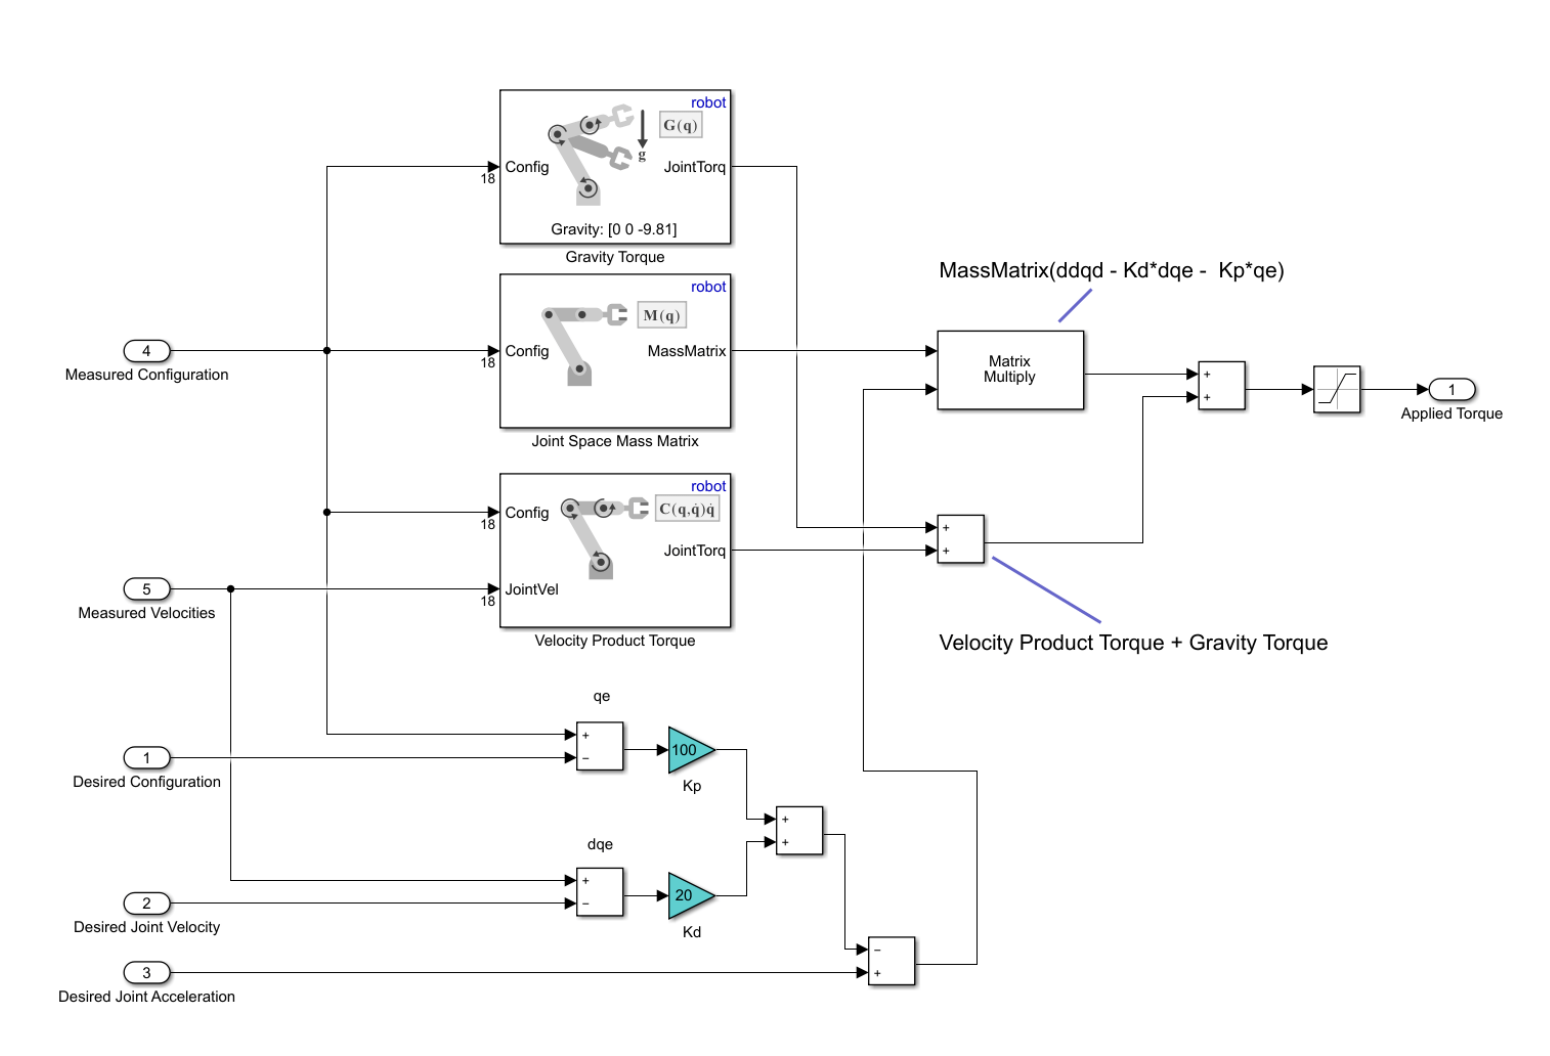 robot
G(q)
g
Config
JointTorq
18
Gravity: [0 0 -9.81]
Gravity Torque
robot
M(q)
Config
MassMatrix
18
Joint Space Mass Matrix
4
Measured Configuration
robot
C(q,q̇)q̇
Config
18
JointTorq
JointVel
18
Velocity Product Torque
5
Measured Velocities
MassMatrix(ddqd - Kd*dqe - Kp*qe)
Matrix
Multiply
+
+
1
Applied Torque
+
+
Velocity Product Torque + Gravity Torque
qe
+
−
100
Kp
1
Desired Configuration
+
+
dqe
+
−
20
Kd
2
Desired Joint Velocity
−
+
3
Desired Joint Acceleration